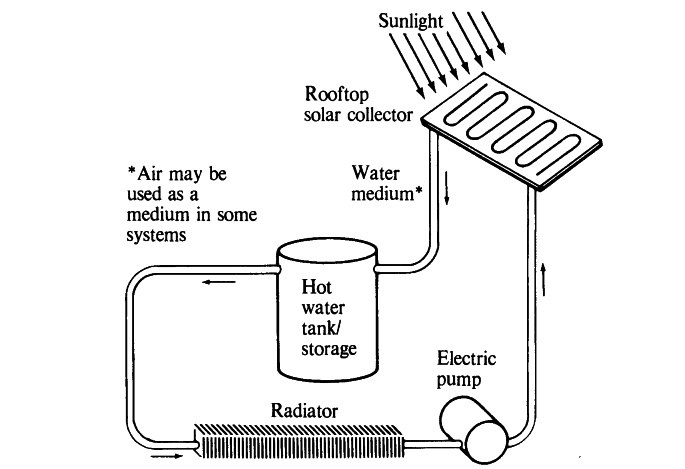 Sunlight
Rooftop
solar collector
*Air may be
used as a
medium in some
systems
Water
medium*
Hot
water
tank/
storage
Electric
pump
Radiator